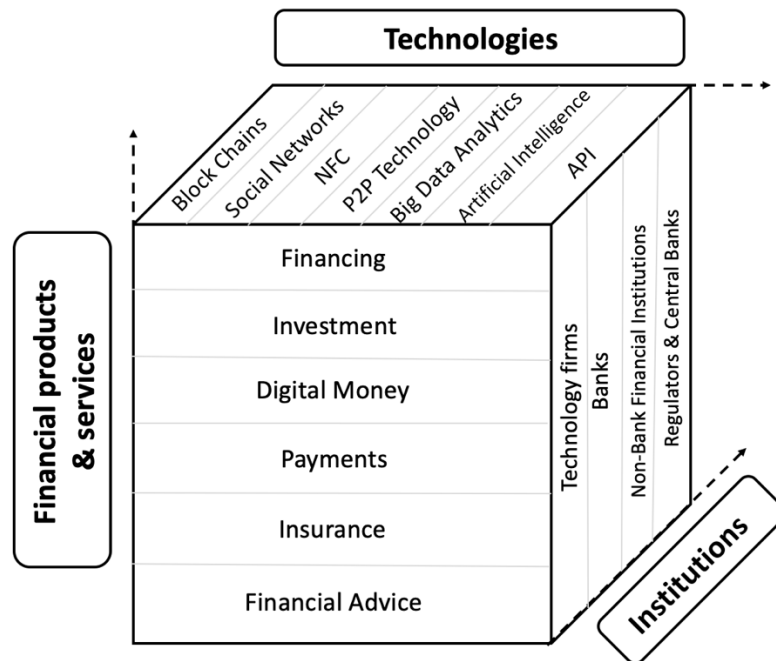 Technologies
Block Chains
Social Networks
NFC
P2P Technology
Big Data Analytics
Artificial Intelligence
API
Financial products
& services
Financing
Investment
Digital Money
Payments
Insurance
Financial Advice
Technology firms
Banks
Non-Bank Financial Institutions
Regulators & Central Banks
Institutions